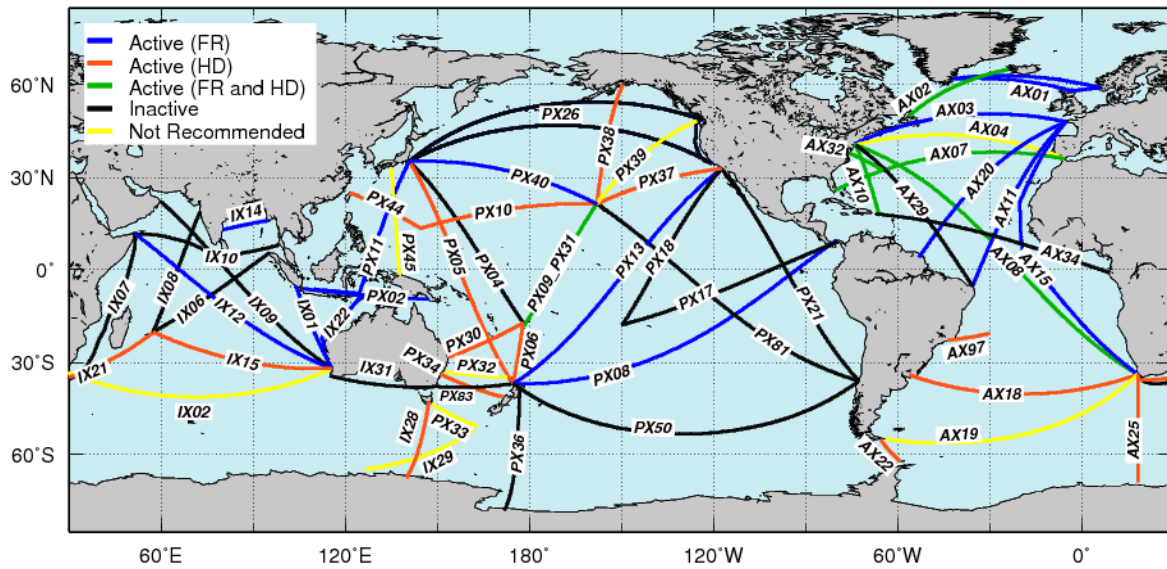 Active (FR)
Active (HD)
Active (FR and HD)
Inactive
Not Recommended
60°N
30°N
0°
30°S
60°S
60°E
120°E
180°
120°W
60°W
0°
PX26
PX38
PX39
PX37
PX40
PX10
PX44
PX11
PX45
PX05
PX04
PX31
PX09
PX13
PX18
PX17
PX21
PX81
PX08
PX06
PX30
PX32
PX34
PX83
PX33
PX36
PX50
PX02
IX14
IX10
IX08
IX07
IX06
IX09
IX12
IX01
IX22
IX15
IX21
IX02
IX31
IX28
IX29
AX01
AX02
AX03
AX04
AX32
AX07
AX10
AX29
AX20
AX11
AX08
AX15
AX34
AX97
AX18
AX19
AX22
AX25